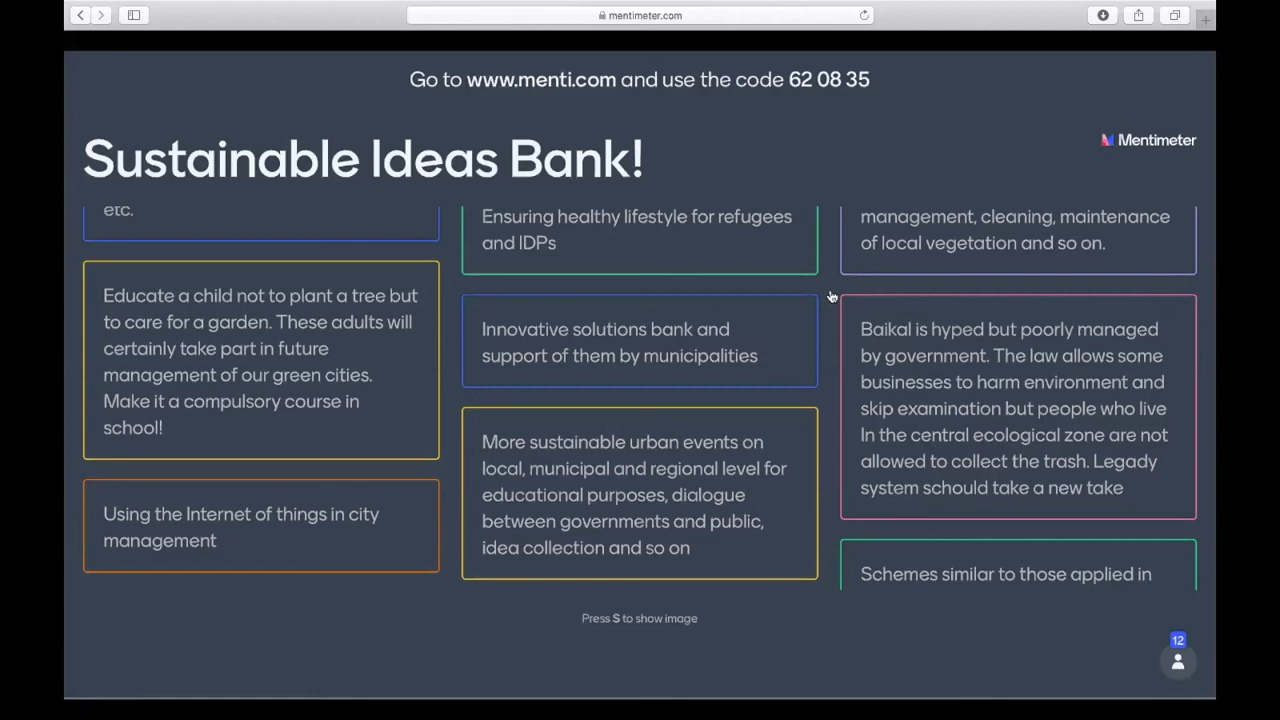 mentimeter.com
Go to www.menti.com and use the code 62 08 35
Mentimeter
Sustainable Ideas Bank!
etc.
Educate a child not to plant a tree but
to care for a garden. These adults will
certainly take part in future
management of our green cities.
Make it a compulsory course in
school!
Using the Internet of things in city
management
Ensuring healthy lifestyle for refugees
and IDPs
Innovative solutions bank and
support of them by municipalities
More sustainable urban events on
local, municipal and regional level for
educational purposes, dialogue
between governments and public,
idea collection and so on
management, cleaning, maintenance
of local vegetation and so on.
Baikal is hyped but poorly managed
by government. The law allows some
businesses to harm environment and
skip examination but people who live
In the central ecological zone are not
allowed to collect the trash. Legady
system schould take a new take
Schemes similar to those applied in
Press S to show image
12